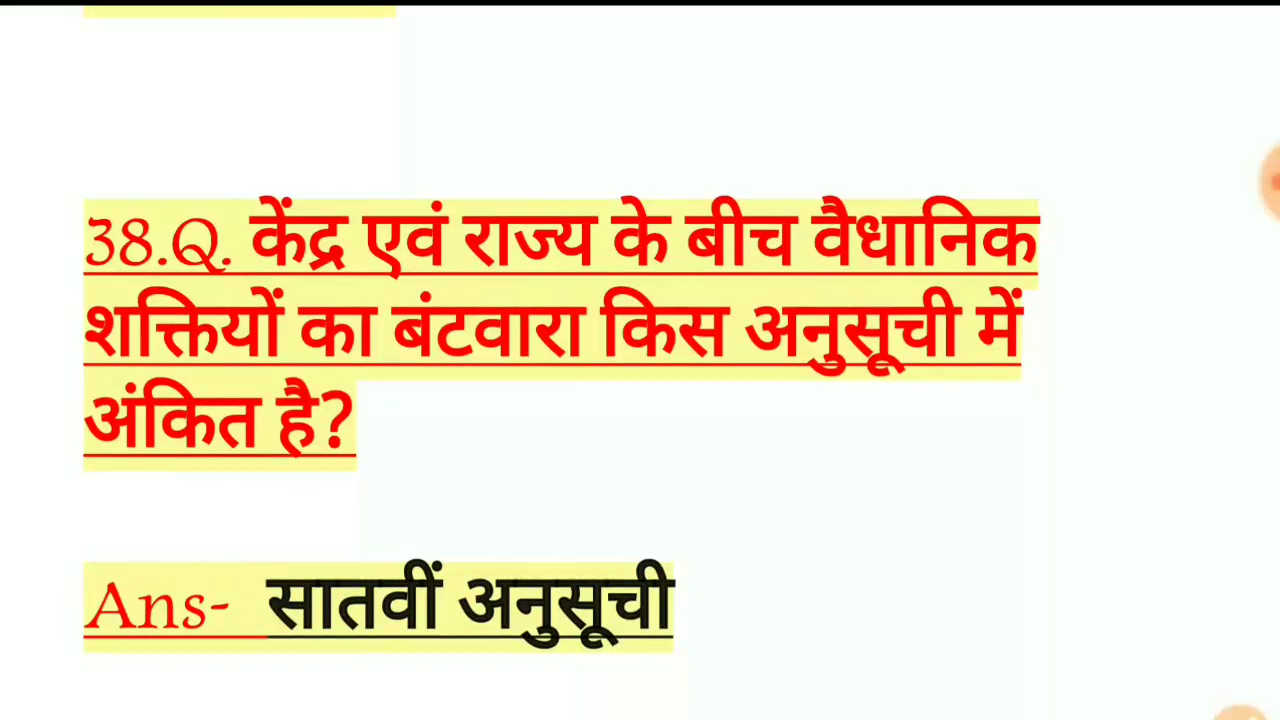 38.Q. केंद्र एवं राज्य के बीच वैधानिक
शक्तियों का बंटवारा किस अनुसूची में
अंकित है?
Ans- सातवीं अनुसूची